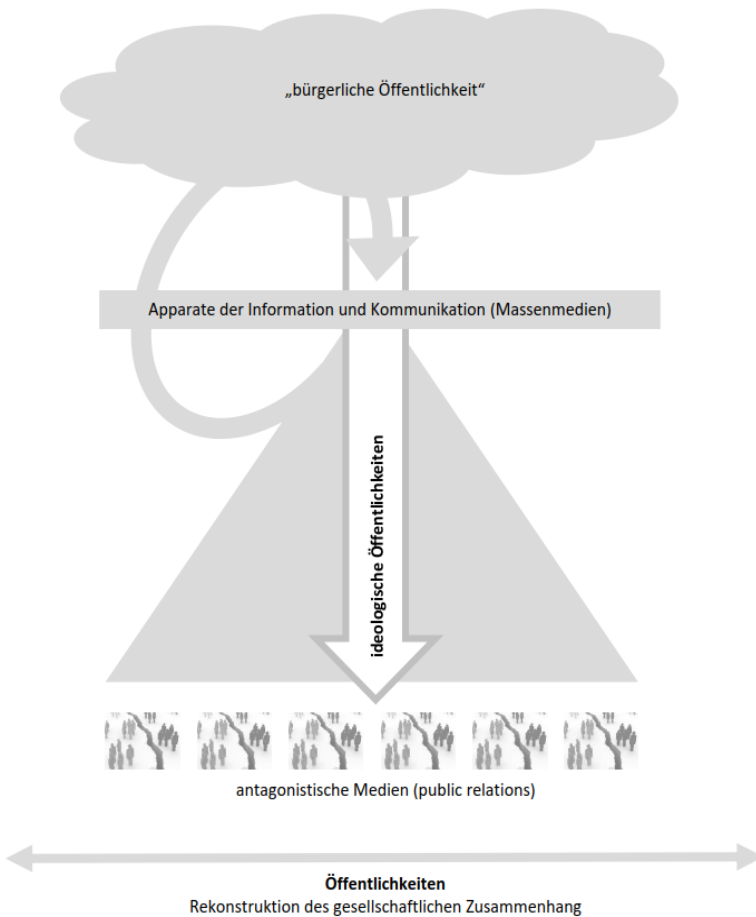 „bürgerliche Öffentlichkeit“
Apparate der Information und Kommunikation (Massenmedien)
ideologische Öffentlichkeiten
antagonistische Medien (public relations)
Öffentlichkeiten
Rekonstruktion des gesellschaftlichen Zusammenhang